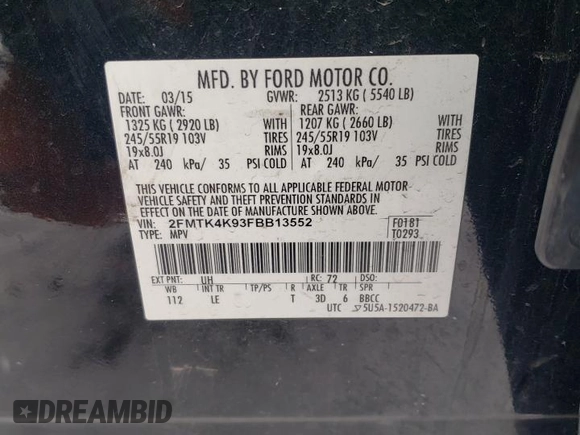 MFD. BY FORD MOTOR CO.
DATE: 03/15 GVWR: 2513 KG ( 5540 LB)
FRONT GAWR: REAR GAWR:
1325 KG ( 2920 LB) WITH 1207 KG ( 2660 LB) WITH
245/55R19 103V TIRES 245/55R19 103V TIRES
19x8.0J RIMS 19x8.0J RIMS
AT 240 kPa/ 35 PSI COLD AT 240 kPa/ 35 PSI COLD
THIS VEHICLE CONFORMS TO ALL APPLICABLE FEDERAL MOTOR
VEHICLE SAFETY AND THEFT PREVENTION STANDARDS
IN EFFECT ON THE DATE OF MANUFACTURE SHOWN ABOVE.
VIN: 2FMTK4K93FBB13552 F0181
TYPE: MPV T0293
EXT PNT: UH RC: 72 DSO:
WB INT TR TP/PS R AXLE TR SPR
112 LE T 3D 6 BBCC
UTC 5U5A-1520472-BA
DREAMBID